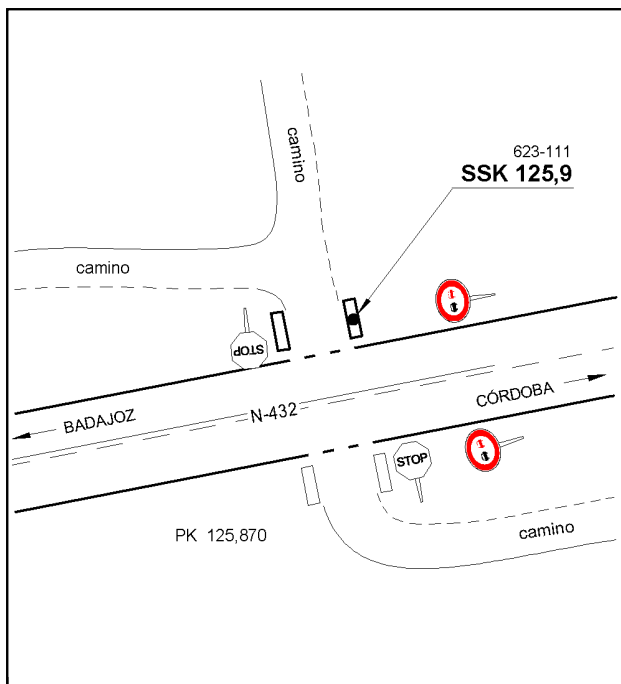 camino
623-111
SSK 125,9
camino
STOP
BADAJOZ
N-432
CÓRDOBA
STOP
PK 125,870
camino